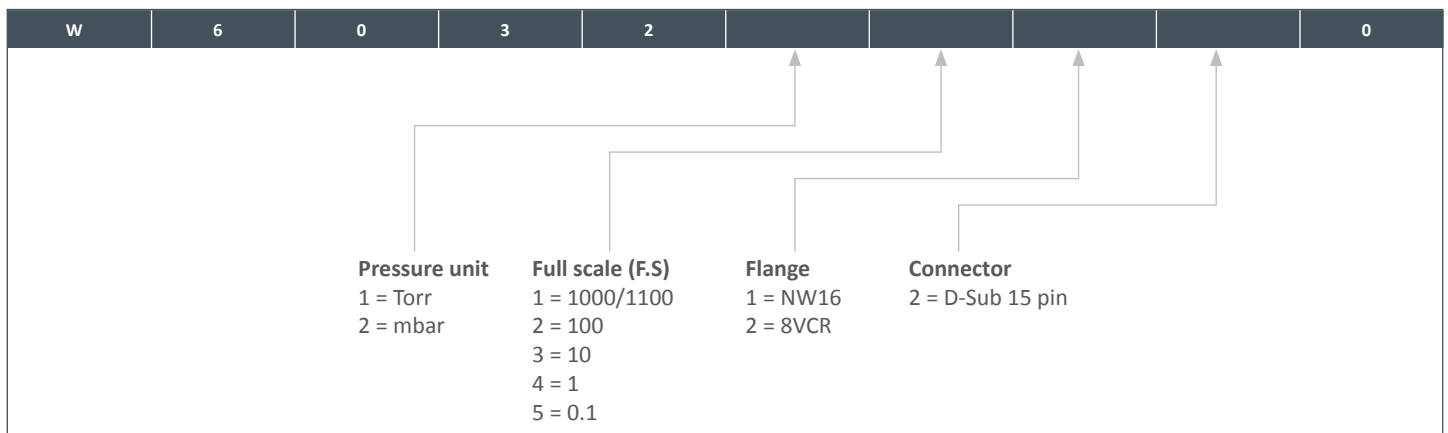 W 6 0 3 2 0
Pressure unit Full scale (F.S) Flange Connector
1 = Torr 1 = 1000/1100 1 = NW16 2 = D-Sub 15 pin
2 = mbar 2 = 100 2 = 8VCR
3 = 10
4 = 1
5 = 0.1